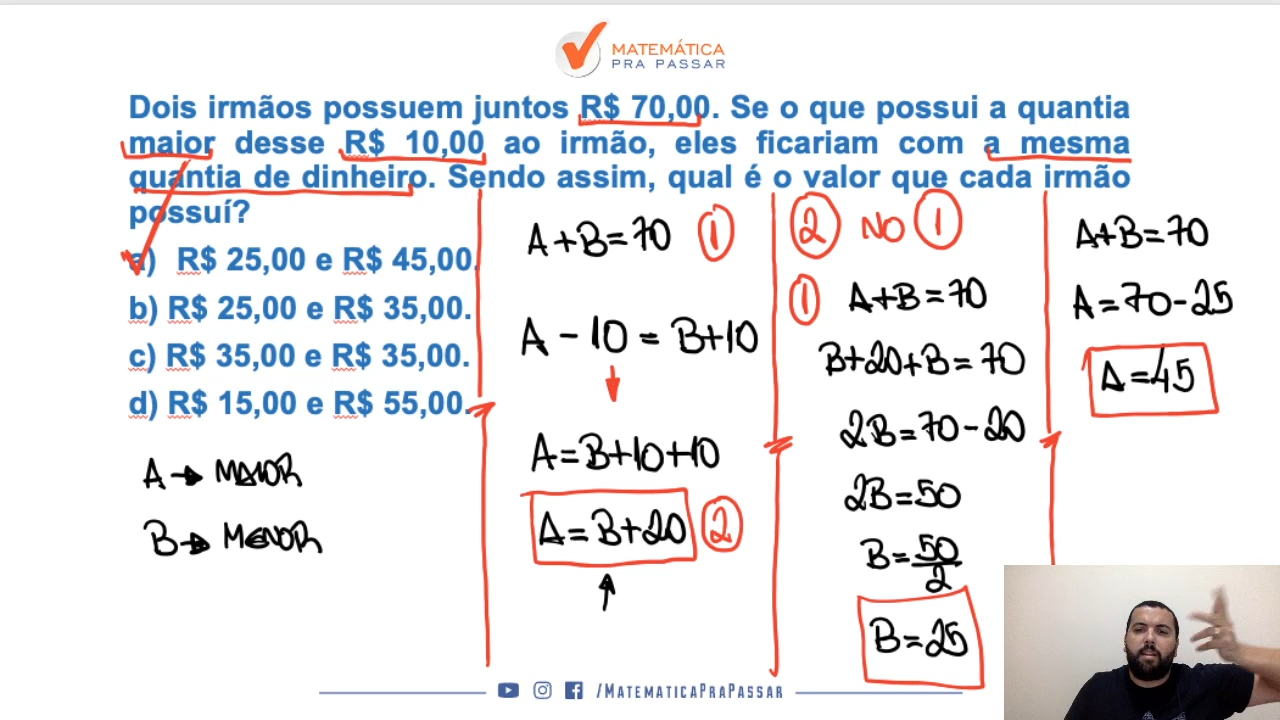 MATEMÁTICA
PRA PASSAR
Dois irmãos possuem juntos R$ 70,00. Se o que possui a quantia
maior desse R$ 10,00 ao irmão, eles ficariam com a mesma
quantia de dinheiro. Sendo assim, qual é o valor que cada irmão
possuí?
a) R$ 25,00 e R$ 45,00.
b) R$ 25,00 e R$ 35,00.
c) R$ 35,00 e R$ 35,00.
d) R$ 15,00 e R$ 55,00.
A → MAIOR
B → MENOR
A+B=70 1
A - 10 = B+10
A=B+10+10
A=B+20 2
2 NO 1
1 A+B=70
B+20+B=70
2B=70-20
2B=50
B=50/2
B=25
A+B=70
A=70-25
A=45
/MATEMATICAPRAPASSAR